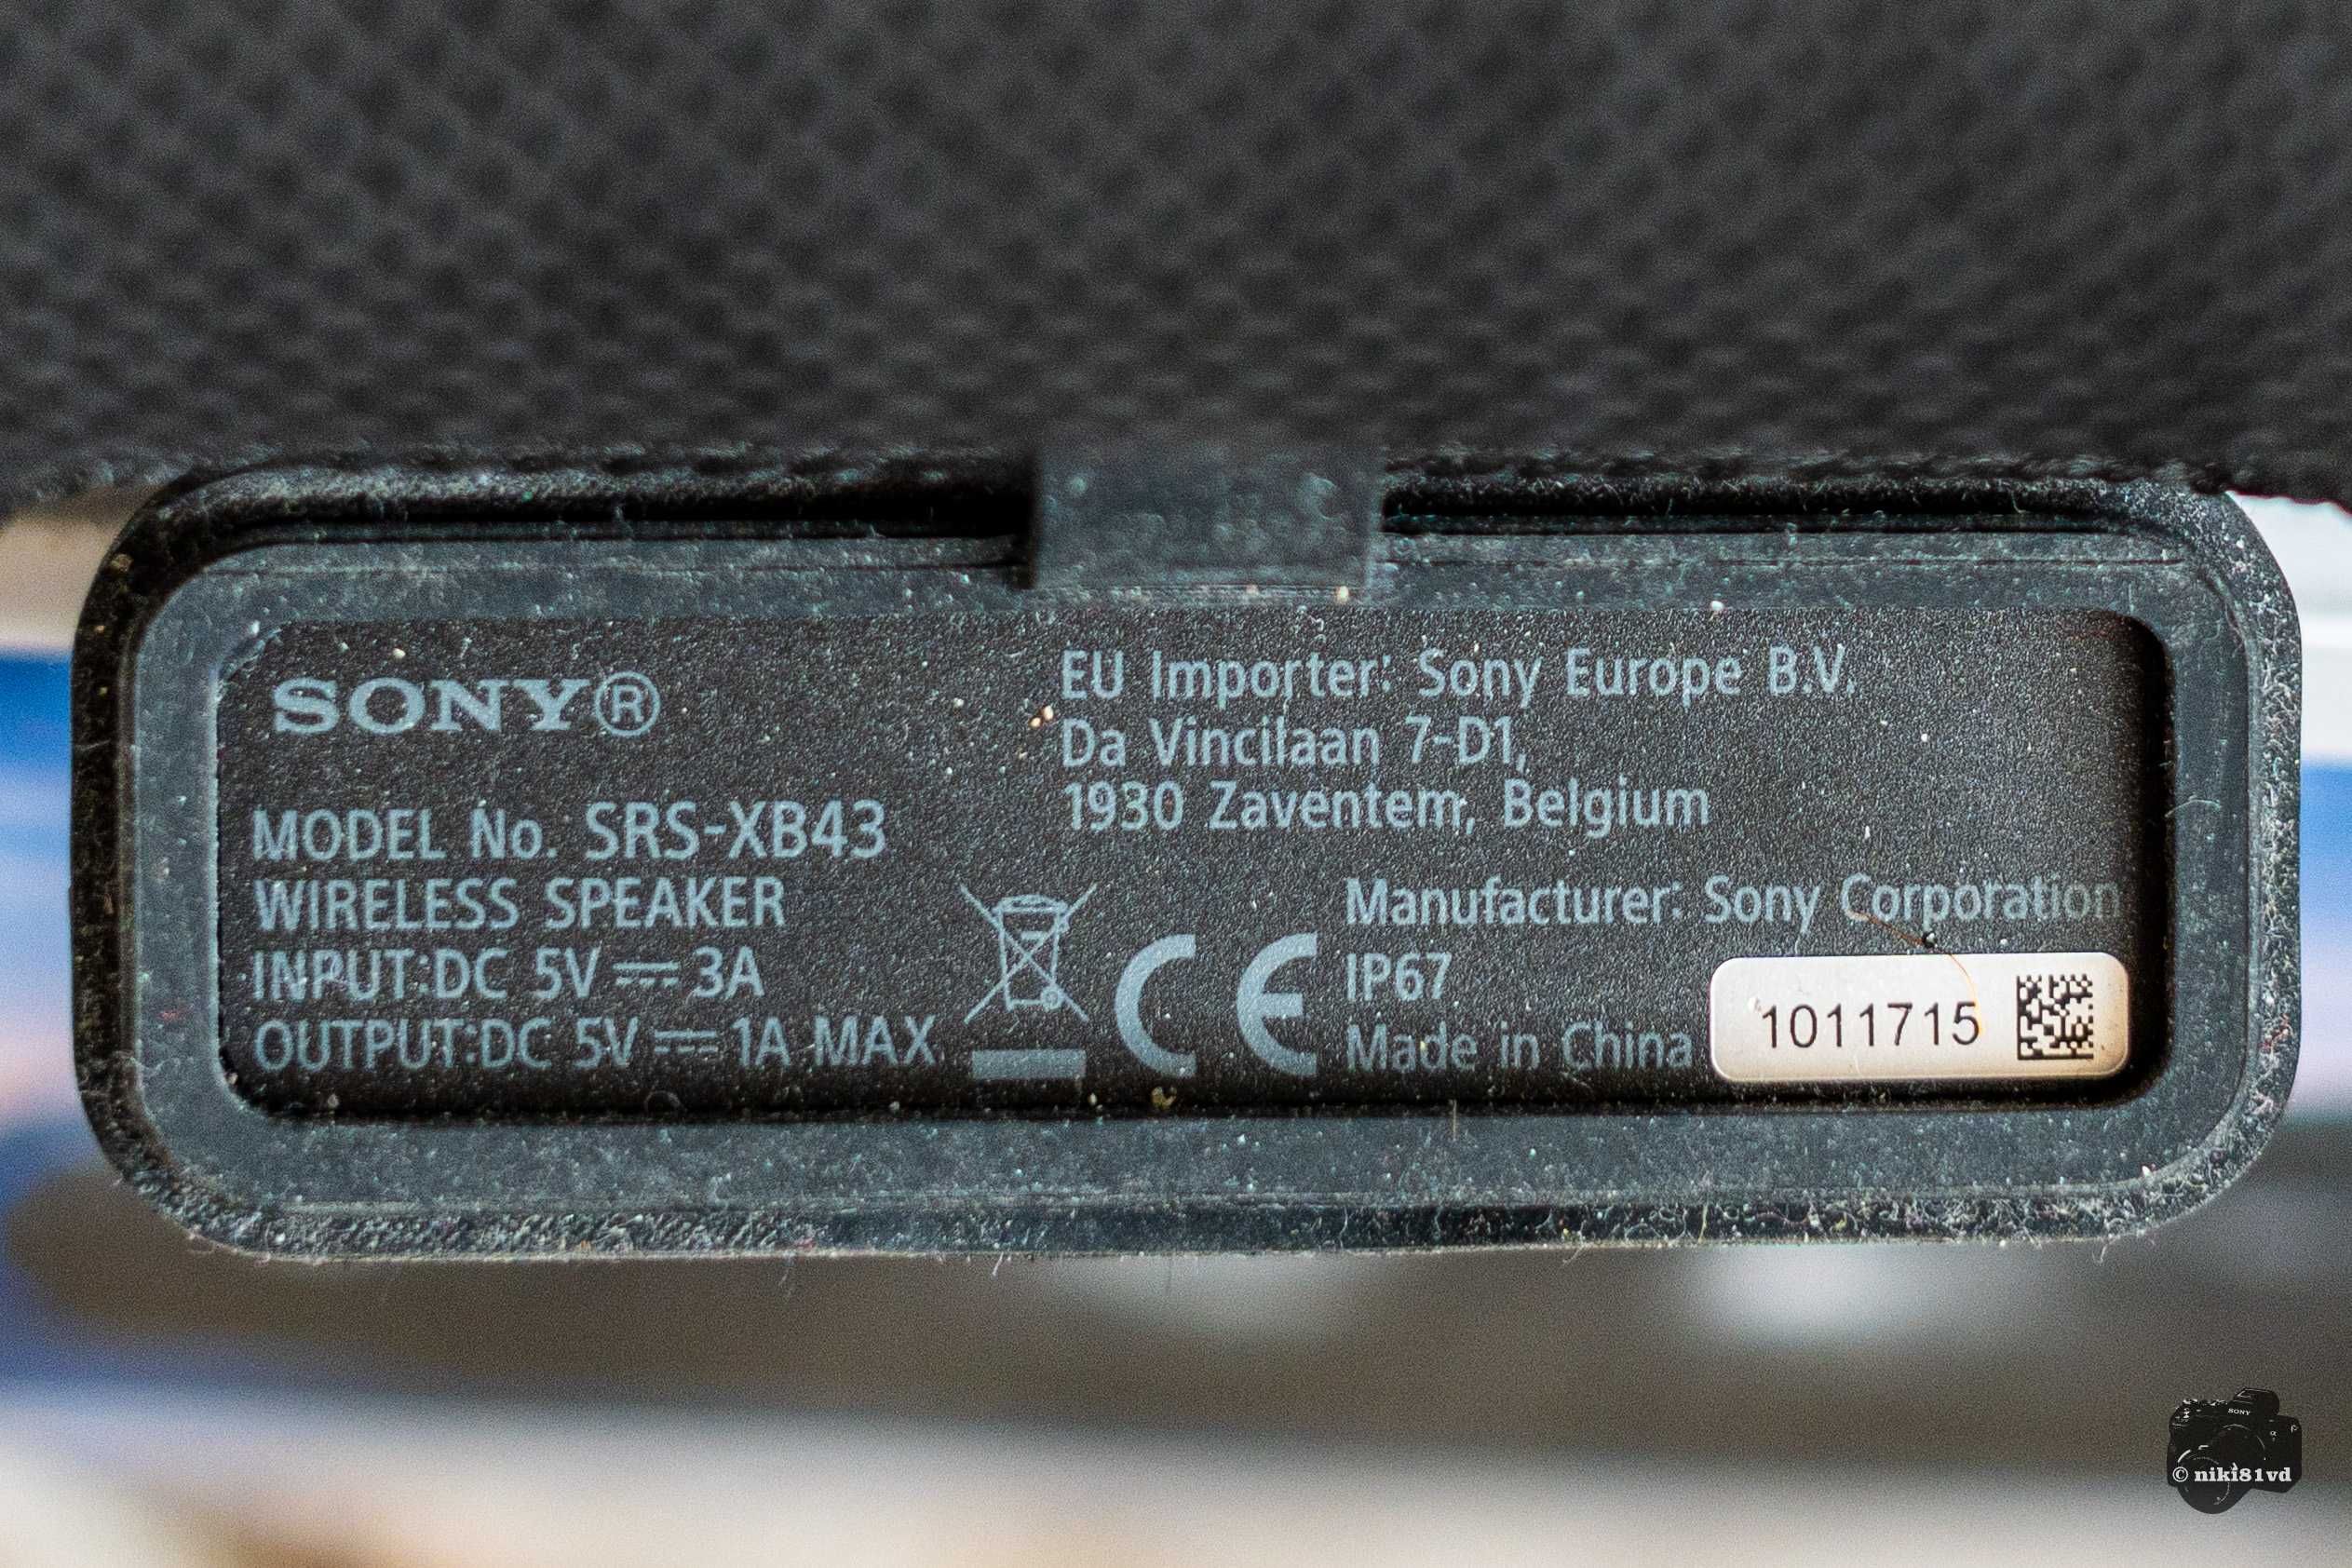 SONY®
MODEL No. SRS-XB43
WIRELESS SPEAKER
INPUT:DC 5V ⎓ 3A
OUTPUT:DC 5V ⎓ 1A MAX
EU Importer: Sony Europe B.V.
Da Vincilaan 7-D1,
1930 Zaventem, Belgium
CE
Manufacturer: Sony Corporation
IP67
Made in China
1011715
SONY
© niki81vd